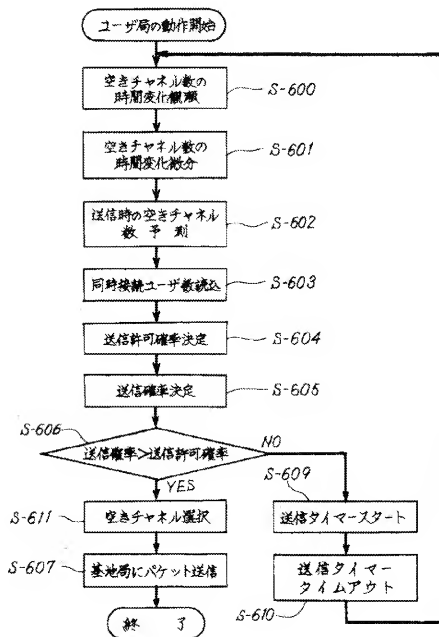 ユーザ局の動作開始
空きチャネル数の
時間変化観測
S-600
空きチャネル数の
時間変化微分
S-601
送信時の空きチャネル
数予測
S-602
同時接続ユーザ数読込
S-603
送信許可確率決定
S-604
送信確率決定
S-605
S-606
送信確率>送信許可確率
NO
YES
S-609
S-611
空きチャネル選択
送信タイマースタート
S-607
基地局にパケット送信
送信タイマー
タイムアウト
S-610
終了